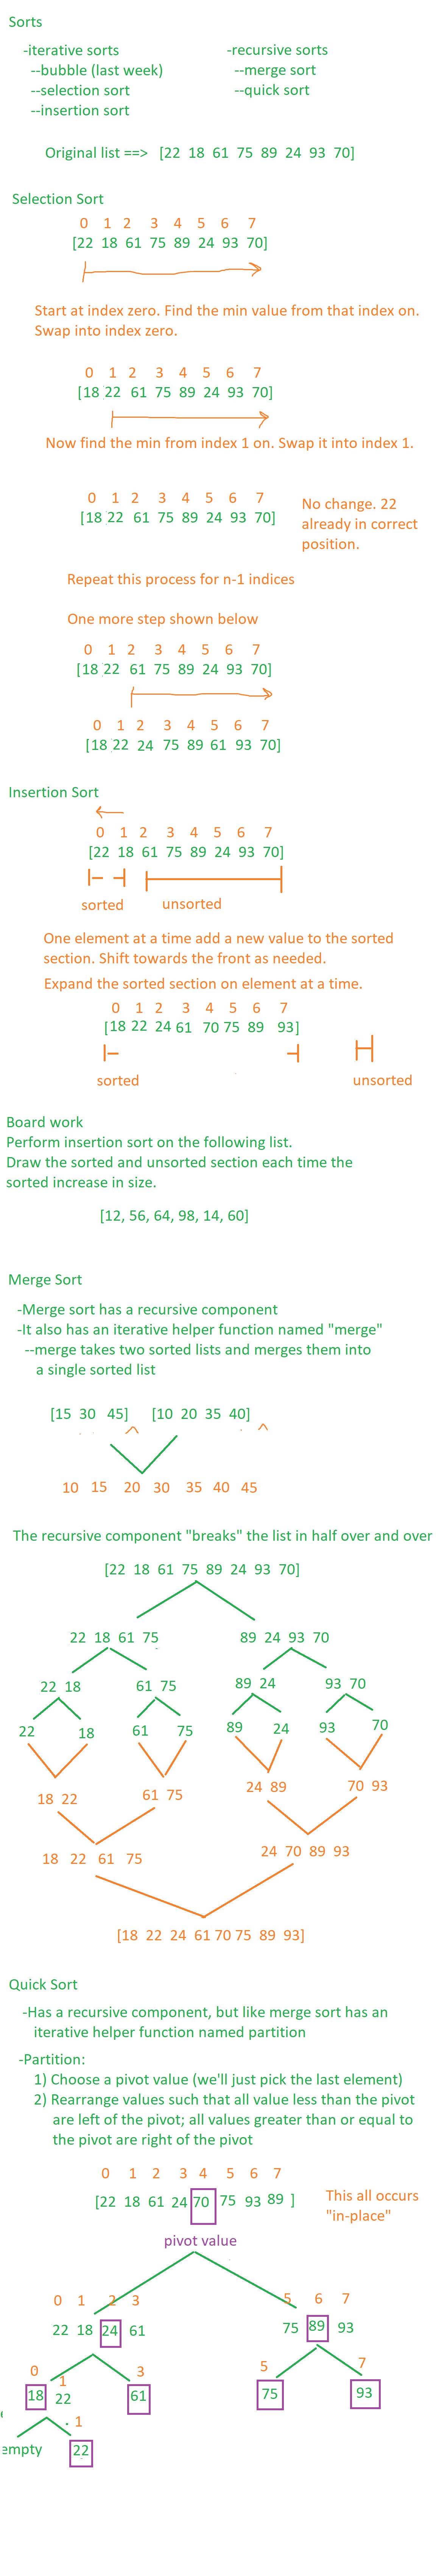 Sorts
-iterative sorts
--bubble (last week)
--selection sort
--insertion sort
-recursive sorts
--merge sort
--quick sort
Original list ==> [22 18 61 75 89 24 93 70]
Selection Sort
0 1 2 3 4 5 6 7
[22 18 61 75 89 24 93 70]
Start at index zero. Find the min value from that index on.
Swap into index zero.
0 1 2 3 4 5 6 7
[18 22 61 75 89 24 93 70]
Now find the min from index 1 on. Swap it into index 1.
0 1 2 3 4 5 6 7
[18 22 61 75 89 24 93 70]
No change. 22
already in correct
position.
Repeat this process for n-1 indices
One more step shown below
0 1 2 3 4 5 6 7
[18 22 61 75 89 24 93 70]
0 1 2 3 4 5 6 7
[18 22 24 75 89 61 93 70]
Insertion Sort
0 1 2 3 4 5 6 7
[22 18 61 75 89 24 93 70]
sorted unsorted
One element at a time add a new value to the sorted
section. Shift towards the front as needed.
Expand the sorted section on element at a time.
0 1 2 3 4 5 6 7
[18 22 24 61 70 75 89 93]
sorted unsorted
Board work
Perform insertion sort on the following list.
Draw the sorted and unsorted section each time the
sorted increase in size.
[12, 56, 64, 98, 14, 60]
Merge Sort
-Merge sort has a recursive component
-It also has an iterative helper function named "merge"
--merge takes two sorted lists and merges them into
a single sorted list
[15 30 45] [10 20 35 40]
10 15 20 30 35 40 45
The recursive component "breaks" the list in half over and over
[22 18 61 75 89 24 93 70]
22 18 61 75 89 24 93 70
22 18 61 75 89 24 93 70
22 18 61 75 89 24 93 70
18 22 61 75 24 89 70 93
18 22 61 75 24 70 89 93
[18 22 24 61 70 75 89 93]
Quick Sort
-Has a recursive component, but like merge sort has an
iterative helper function named partition
-Partition:
1) Choose a pivot value (we'll just pick the last element)
2) Rearrange values such that all value less than the pivot
are left of the pivot; all values greater than or equal to
the pivot are right of the pivot
0 1 2 3 4 5 6 7
[22 18 61 24 70 75 93 89 ]
This all occurs
"in-place"
pivot value
0 1 2 3 5 6 7
22 18 24 61 75 89 93
0 1 3 5 7
18 22 61 75 93
1
empty 22